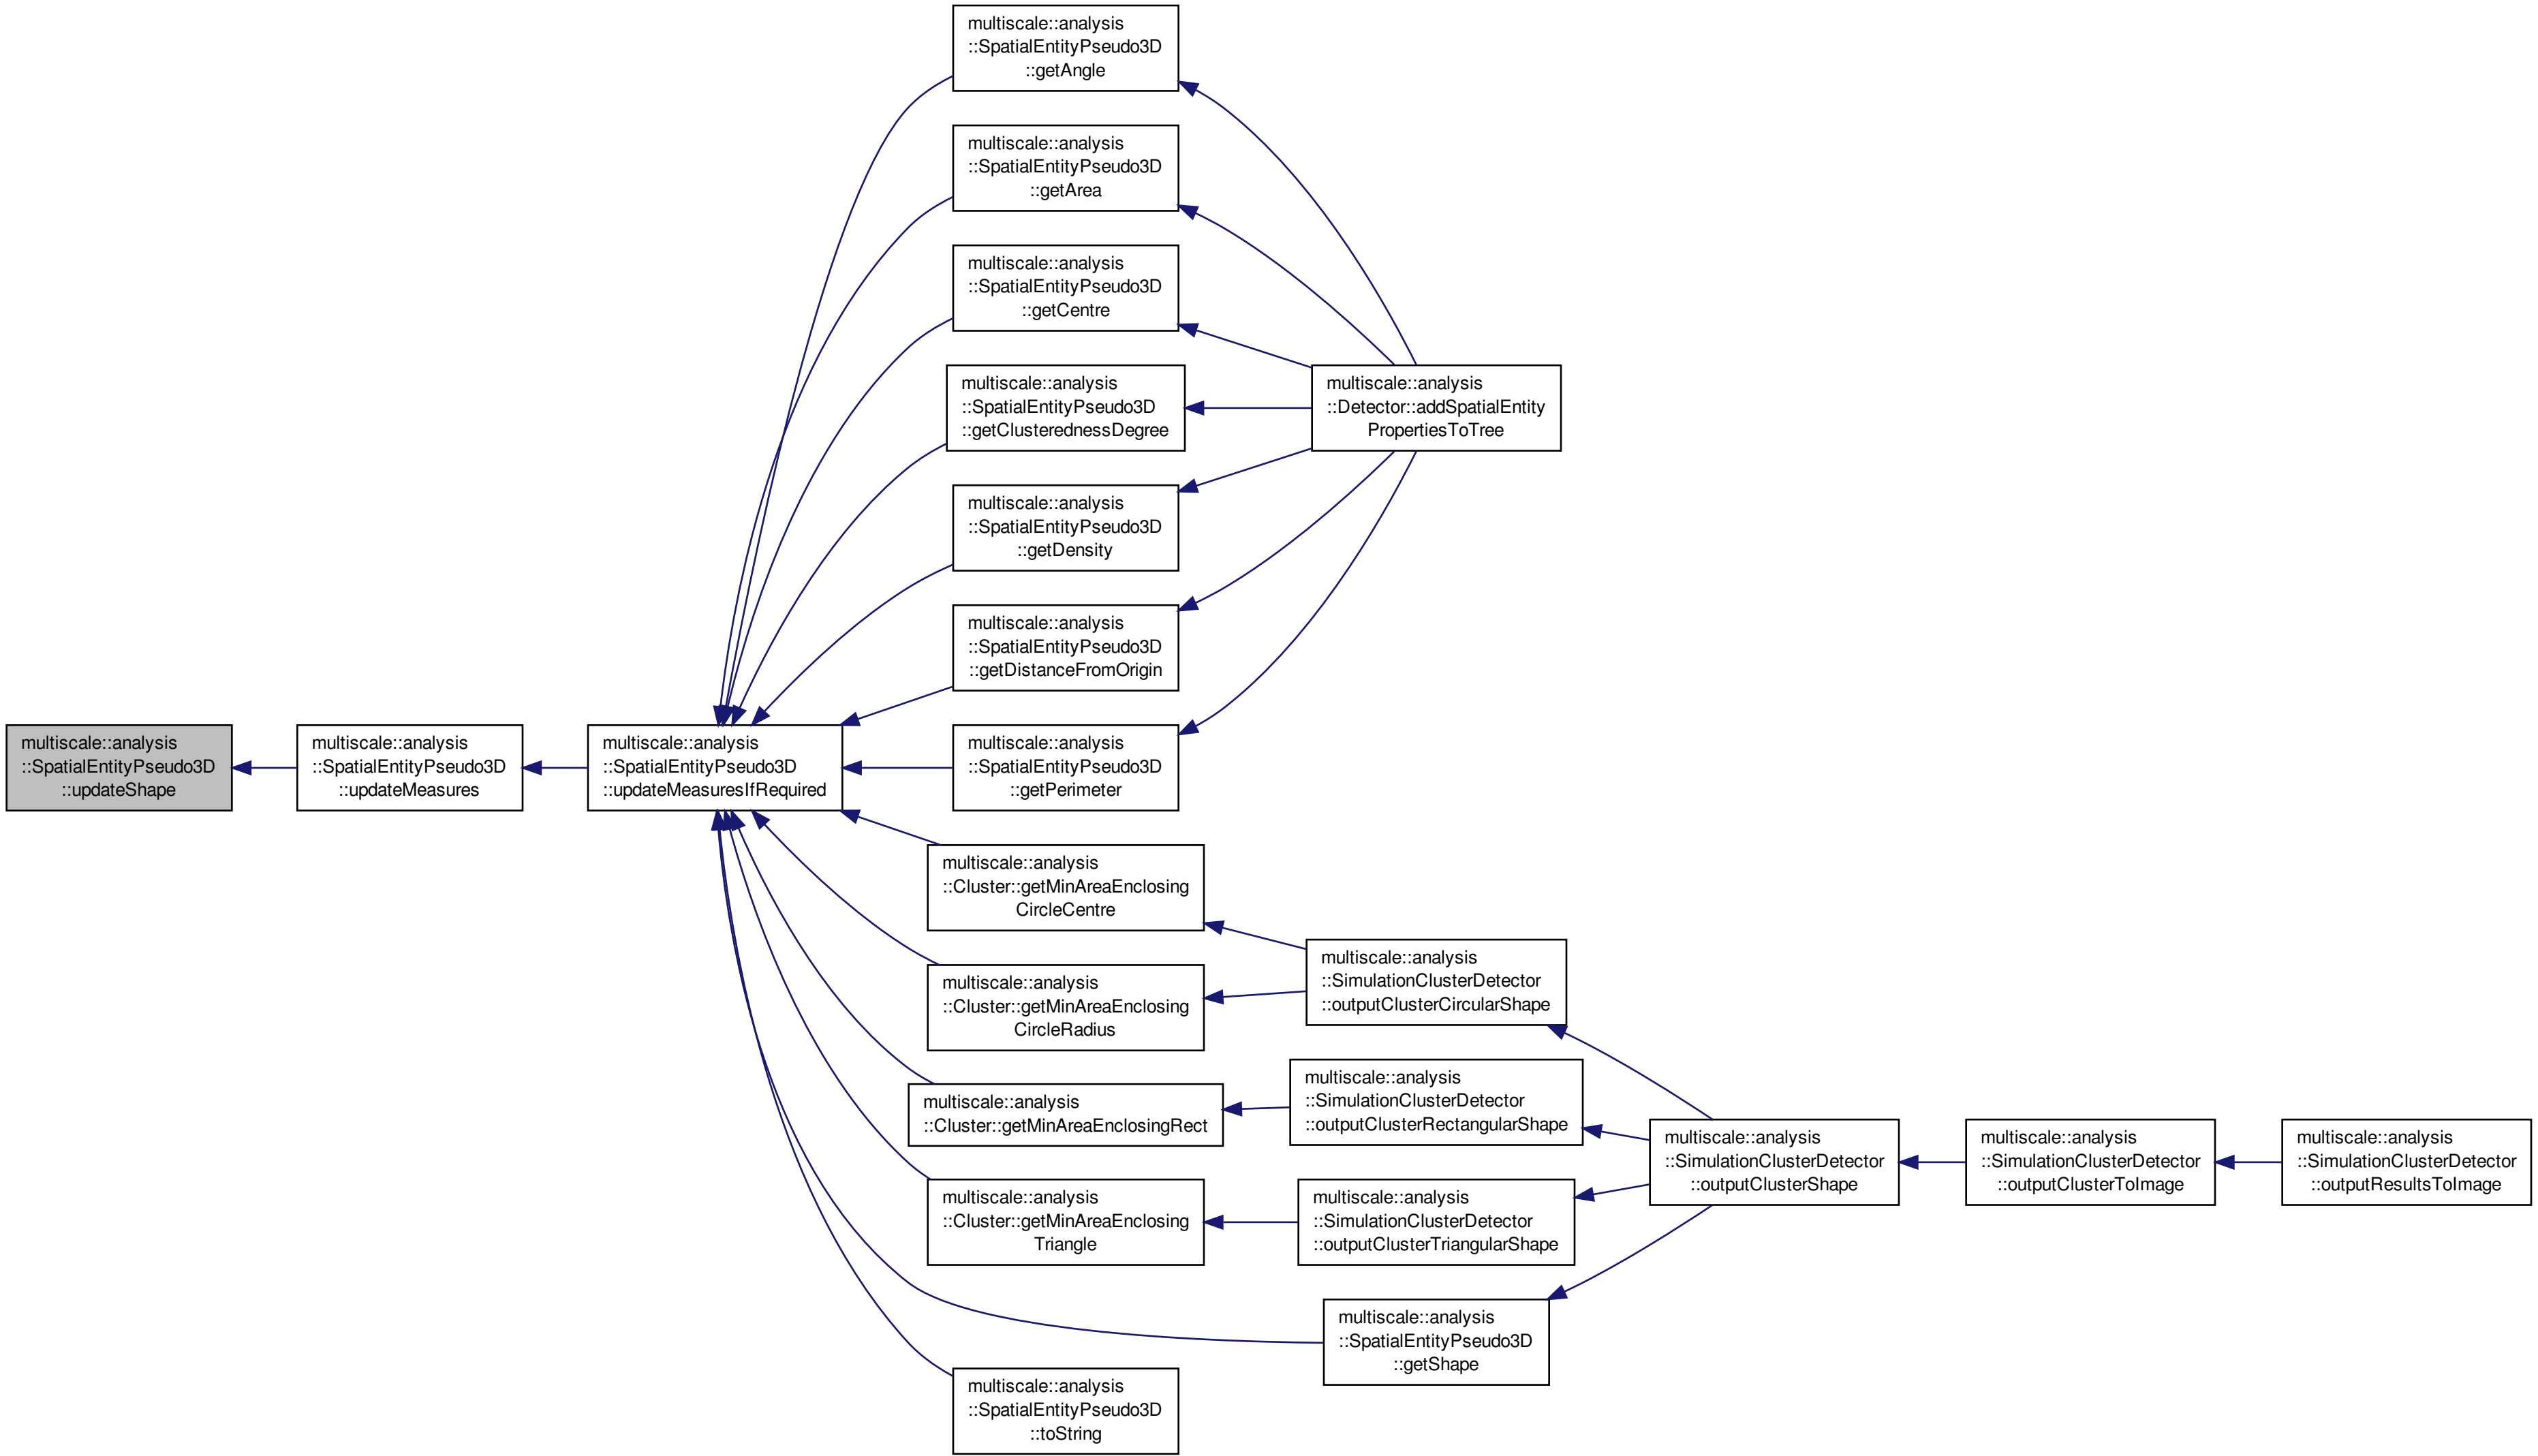 multiscale::analysis
::SpatialEntityPseudo3D
::getAngle
multiscale::analysis
::SpatialEntityPseudo3D
::getArea
multiscale::analysis
::SpatialEntityPseudo3D
::getCentre
multiscale::analysis
::SpatialEntityPseudo3D
::getClusterednessDegree
multiscale::analysis
::Detector::addSpatialEntity
PropertiesToTree
multiscale::analysis
::SpatialEntityPseudo3D
::getDensity
multiscale::analysis
::SpatialEntityPseudo3D
::getDistanceFromOrigin
multiscale::analysis
::SpatialEntityPseudo3D
::updateShape
multiscale::analysis
::SpatialEntityPseudo3D
::updateMeasures
multiscale::analysis
::SpatialEntityPseudo3D
::updateMeasuresIfRequired
multiscale::analysis
::SpatialEntityPseudo3D
::getPerimeter
multiscale::analysis
::Cluster::getMinAreaEnclosing
CircleCentre
multiscale::analysis
::Cluster::getMinAreaEnclosing
CircleRadius
multiscale::analysis
::SimulationClusterDetector
::outputClusterCircularShape
multiscale::analysis
::Cluster::getMinAreaEnclosingRect
multiscale::analysis
::SimulationClusterDetector
::outputClusterRectangularShape
multiscale::analysis
::SimulationClusterDetector
::outputClusterShape
multiscale::analysis
::SimulationClusterDetector
::outputClusterToImage
multiscale::analysis
::SimulationClusterDetector
::outputResultsToImage
multiscale::analysis
::Cluster::getMinAreaEnclosing
Triangle
multiscale::analysis
::SimulationClusterDetector
::outputClusterTriangularShape
multiscale::analysis
::SpatialEntityPseudo3D
::getShape
multiscale::analysis
::SpatialEntityPseudo3D
::toString